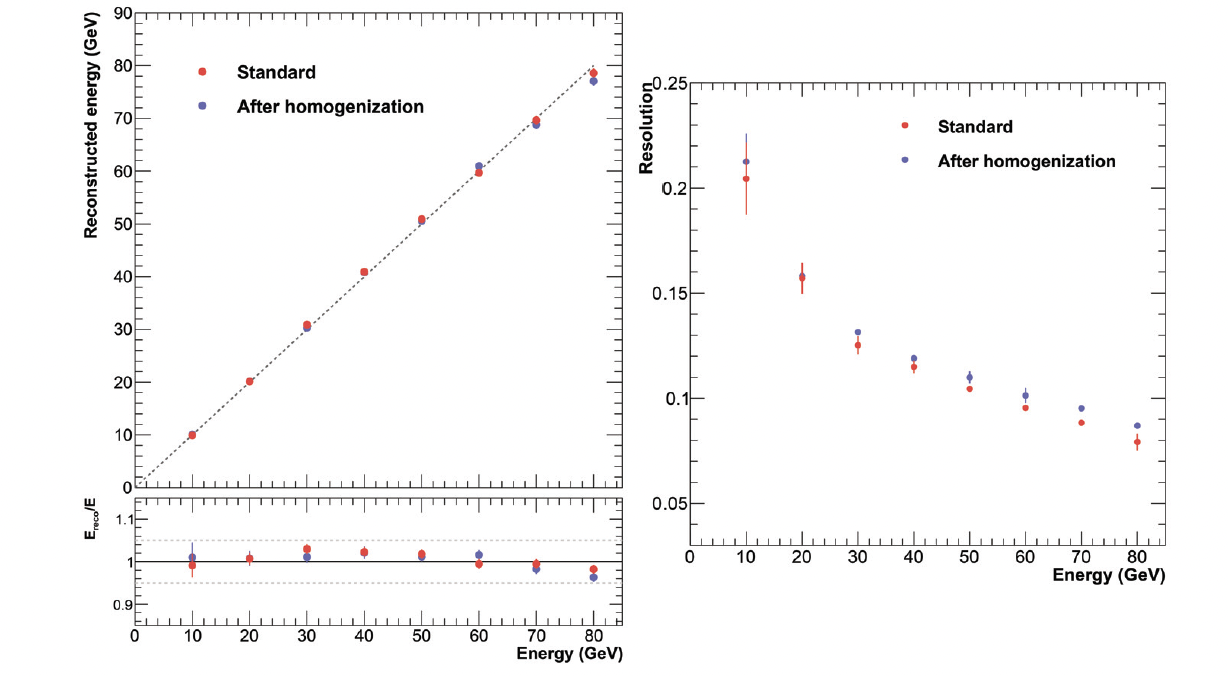 Reconstructed energy (GeV)
90
80
70
60
50
40
30
20
10
0
Standard
After homogenization
E_reco/E
1.1
1
0.9
0 10 20 30 40 50 60 70 80
Energy (GeV)
Resolution
0.25
0.2
0.15
0.1
0.05
Standard
After homogenization
0 10 20 30 40 50 60 70 80
Energy (GeV)